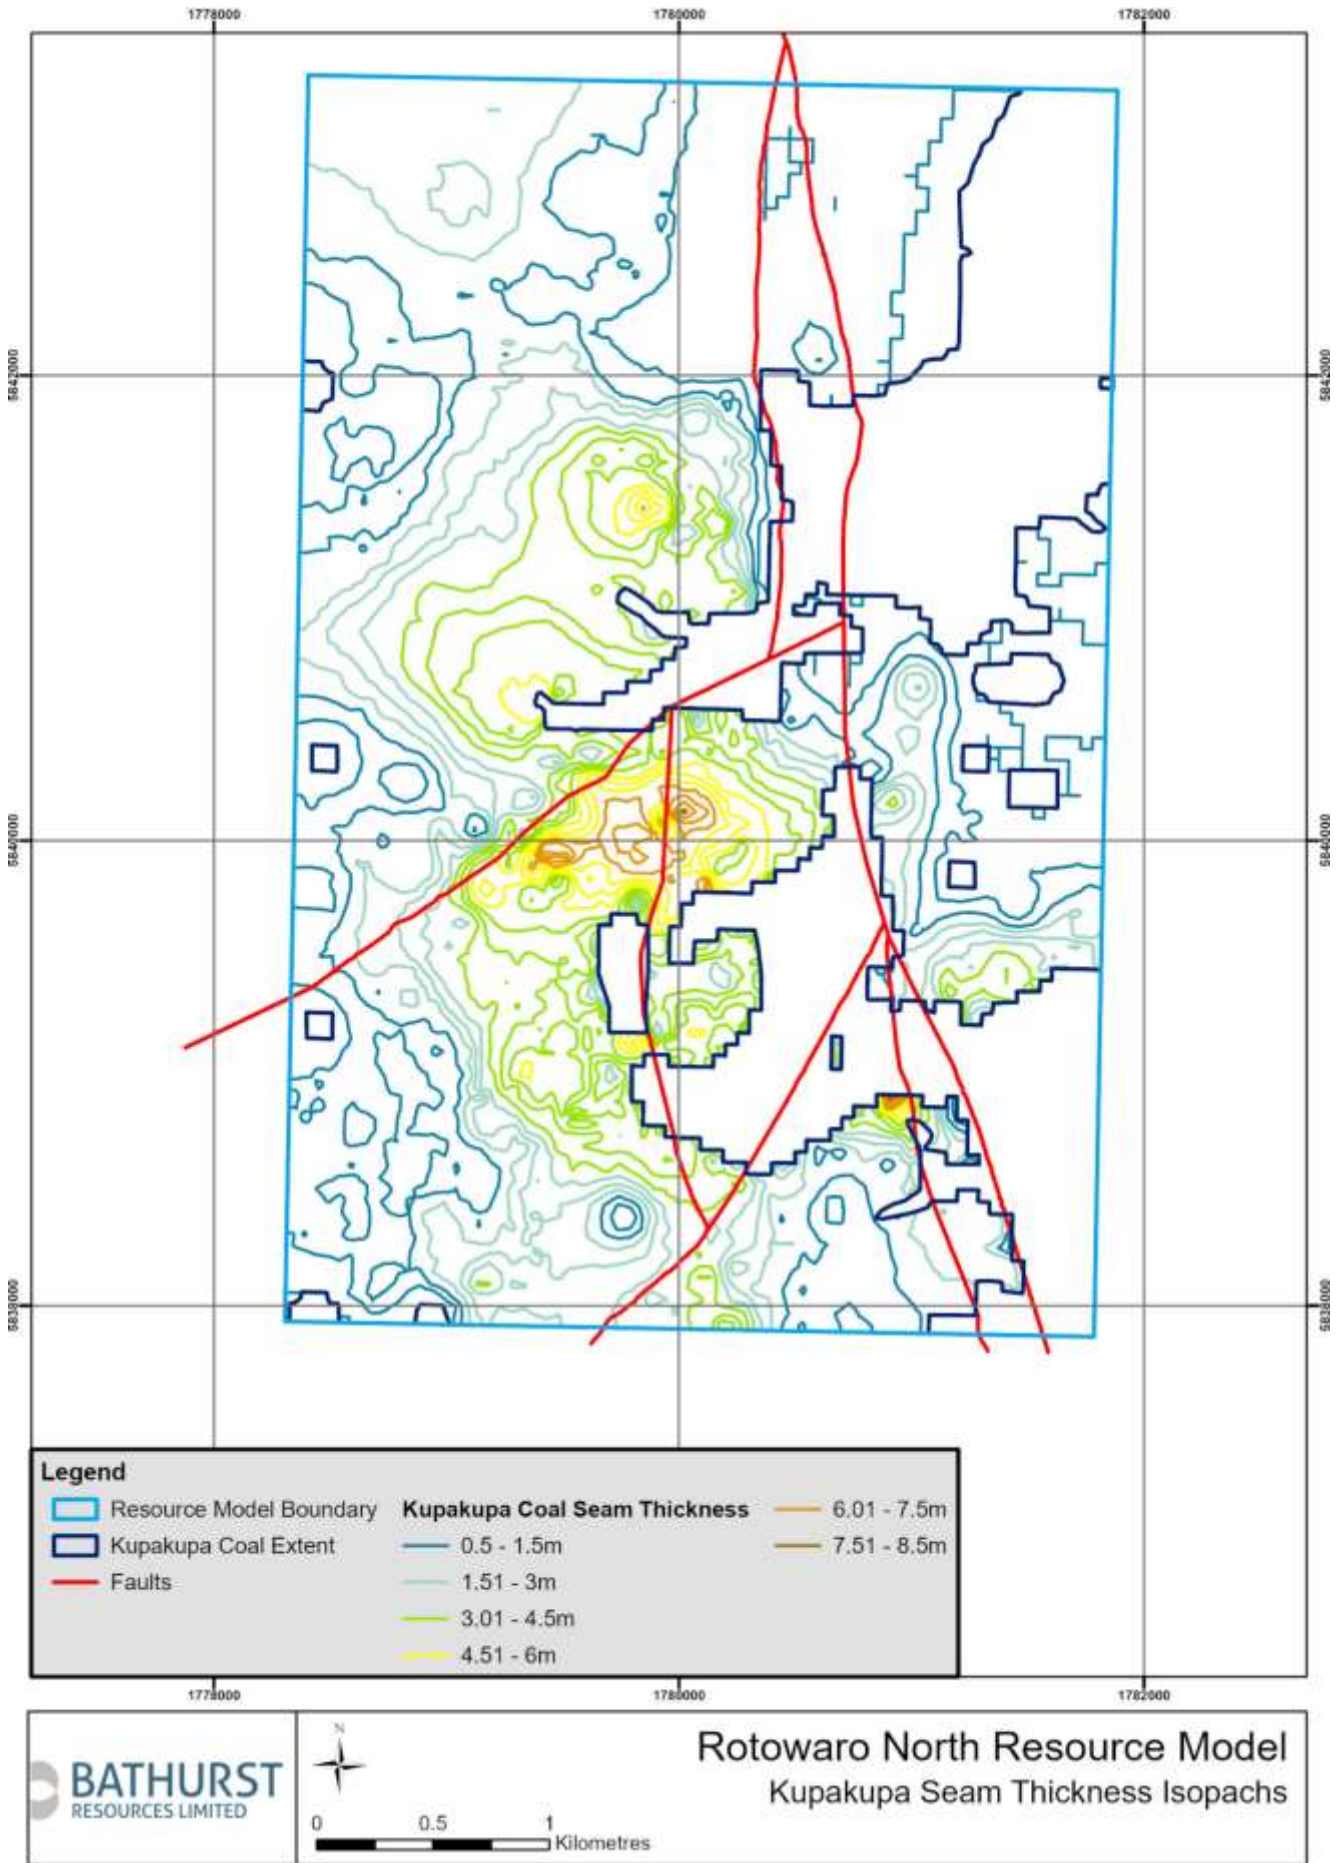 1778000 1780000 1782000
5842000 5842000
5840000 5840000
5838000 5838000
Legend
Resource Model Boundary
Kupakupa Coal Extent
Faults
Kupakupa Coal Seam Thickness
0.5 - 1.5m
1.51 - 3m
3.01 - 4.5m
4.51 - 6m
6.01 - 7.5m
7.51 - 8.5m
1778000 1780000 1782000
BATHURST
RESOURCES LIMITED
N
0 0.5 1
Kilometres
Rotowaro North Resource Model
Kupakupa Seam Thickness Isopachs